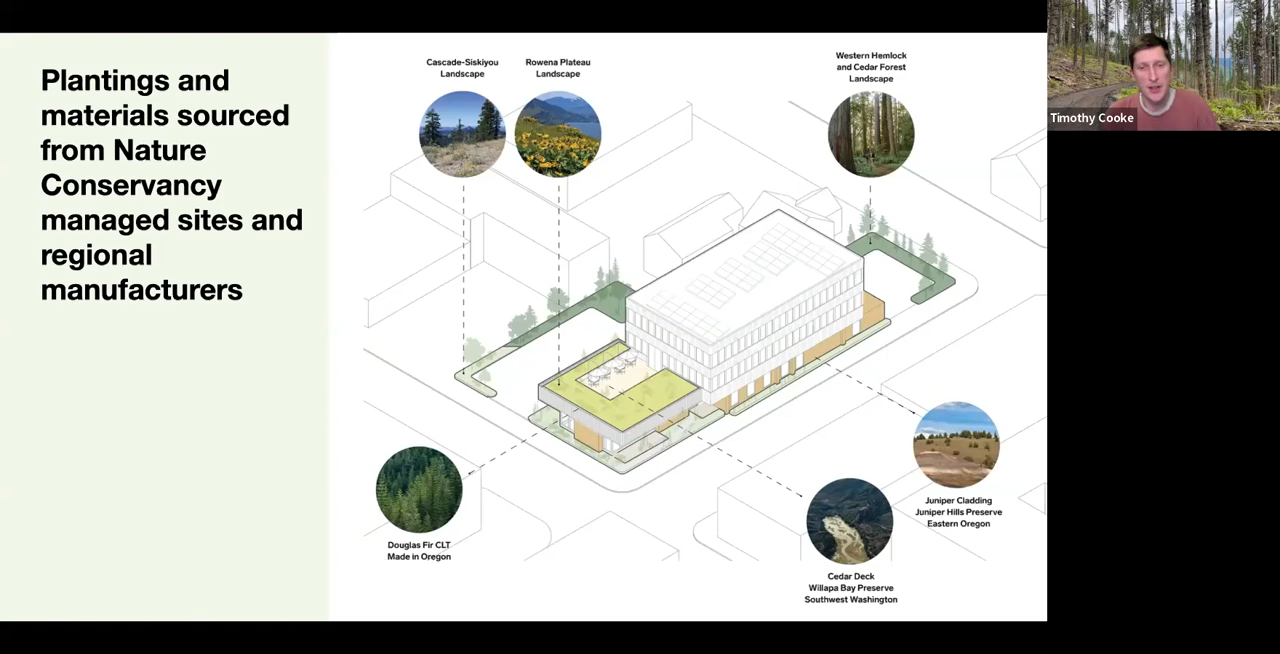 Plantings and
materials sourced
from Nature
Conservancy
managed sites and
regional
manufacturers
Cascade-Siskiyou
Landscape
Rowena Plateau
Landscape
Western Hemlock
and Cedar Forest
Landscape
Timothy Cooke
Douglas Fir CLT
Made in Oregon
Juniper Cladding
Juniper Hills Preserve
Eastern Oregon
Cedar Deck
Willapa Bay Preserve
Southwest Washington